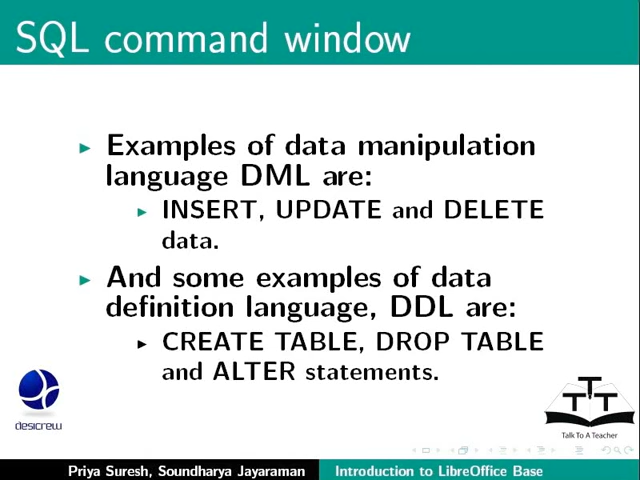 SQL command window
Examples of data manipulation
language DML are:
INSERT, UPDATE and DELETE
data.
And some examples of data
definition language, DDL are:
CREATE TABLE, DROP TABLE
and ALTER statements.
desicrew
TTT
Talk To A Teacher
Priya Suresh, Soundharya Jayaraman
Introduction to LibreOffice Base